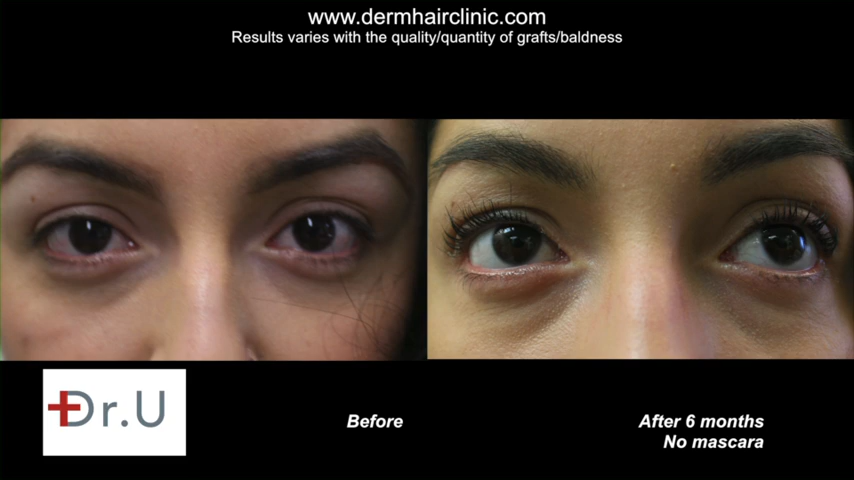 www.dermhairclinic.com
Results varies with the quality/quantity of grafts/baldness
Dr.U
Before
After 6 months
No mascara